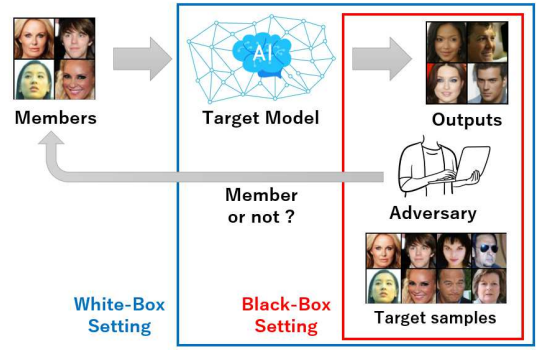 AI
Members
Target Model
Outputs
Member
or not ?
Adversary
White-Box
Setting
Black-Box
Setting
Target samples